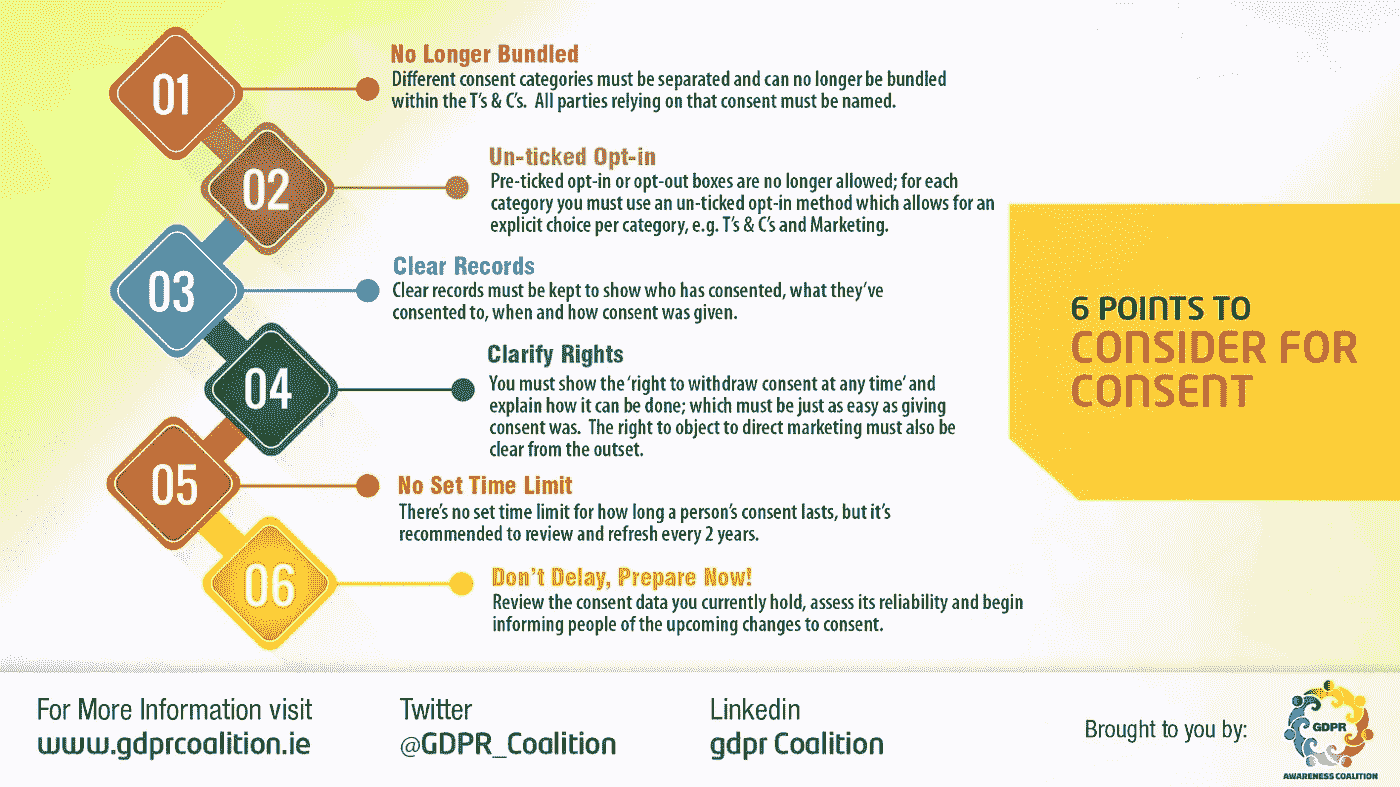 01
No Longer Bundled
Different consent categories must be separated and can no longer be bundled
within the T's & C's. All parties relying on that consent must be named.
02
Un-ticked Opt-in
Pre-ticked opt-in or opt-out boxes are no longer allowed; for each
category you must use an un-ticked opt-in method which allows for an
explicit choice per category, e.g. T's & C's and Marketing.
03
Clear Records
Clear records must be kept to show who has consented, what they've
consented to, when and how consent was given.
04
Clarify Rights
You must show the 'right to withdraw consent at any time' and
explain how it can be done; which must be just as easy as giving
consent was. The right to object to direct marketing must also be
clear from the outset.
05
No Set Time Limit
There's no set time limit for how long a person's consent lasts, but it's
recommended to review and refresh every 2 years.
06
Don't Delay, Prepare Now!
Review the consent data you currently hold, assess its reliability and begin
informing people of the upcoming changes to consent.
6 POINTS TO
CONSIDER FOR
CONSENT
For More Information visit
www.gdprcoalition.ie
Twitter
@GDPR_Coalition
Linkedin
gdpr Coalition
Brought to you by:
GDPR
AWARENESS COALITION